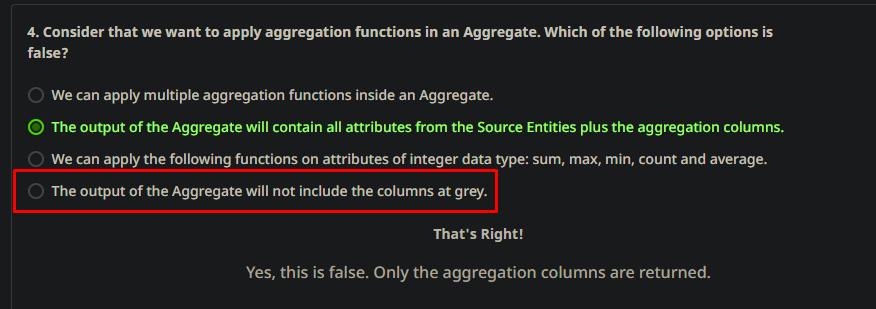 4. Consider that we want to apply aggregation functions in an Aggregate. Which of the following options is
false?
We can apply multiple aggregation functions inside an Aggregate.
The output of the Aggregate will contain all attributes from the Source Entities plus the aggregation columns.
We can apply the following functions on attributes of integer data type: sum, max, min, count and average.
The output of the Aggregate will not include the columns at grey.
That's Right!
Yes, this is false. Only the aggregation columns are returned.